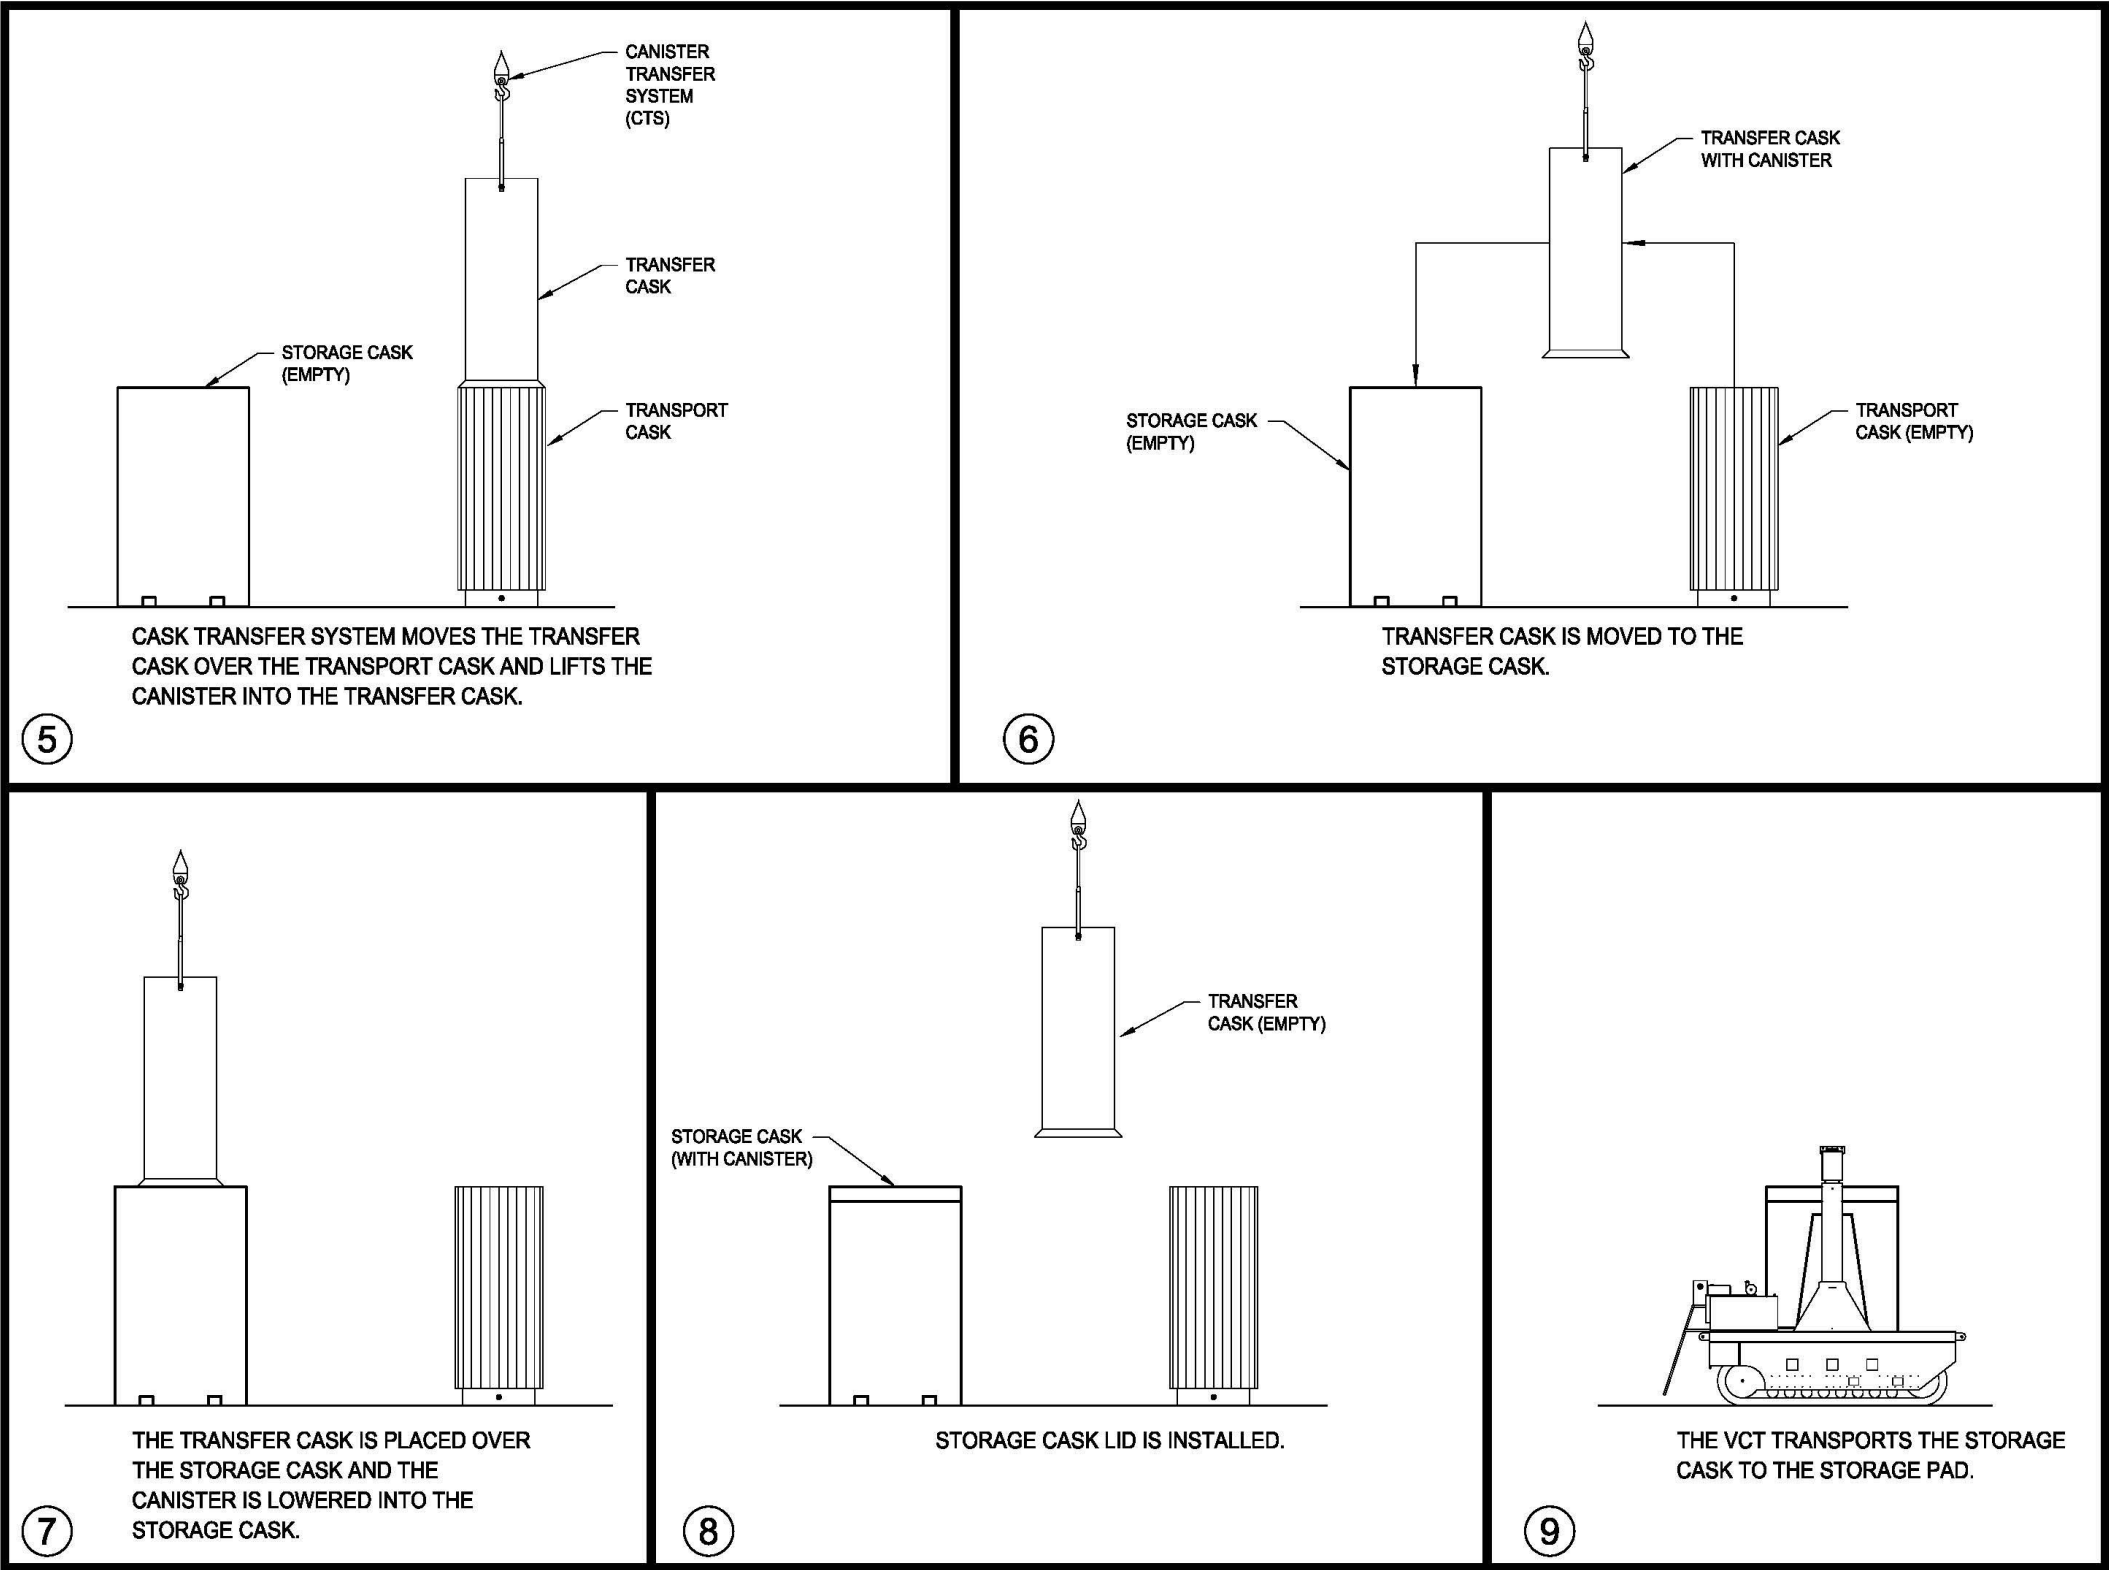 CANISTER
TRANSFER
SYSTEM
(CTS)
TRANSFER
CASK
STORAGE CASK
(EMPTY)
TRANSPORT
CASK
CASK TRANSFER SYSTEM MOVES THE TRANSFER
CASK OVER THE TRANSPORT CASK AND LIFTS THE
CANISTER INTO THE TRANSFER CASK.
5
TRANSFER CASK
WITH CANISTER
STORAGE CASK
(EMPTY)
TRANSPORT
CASK (EMPTY)
TRANSFER CASK IS MOVED TO THE
STORAGE CASK.
6
THE TRANSFER CASK IS PLACED OVER
THE STORAGE CASK AND THE
CANISTER IS LOWERED INTO THE
STORAGE CASK.
7
TRANSFER
CASK (EMPTY)
STORAGE CASK
(WITH CANISTER)
STORAGE CASK LID IS INSTALLED.
8
THE VCT TRANSPORTS THE STORAGE
CASK TO THE STORAGE PAD.
9